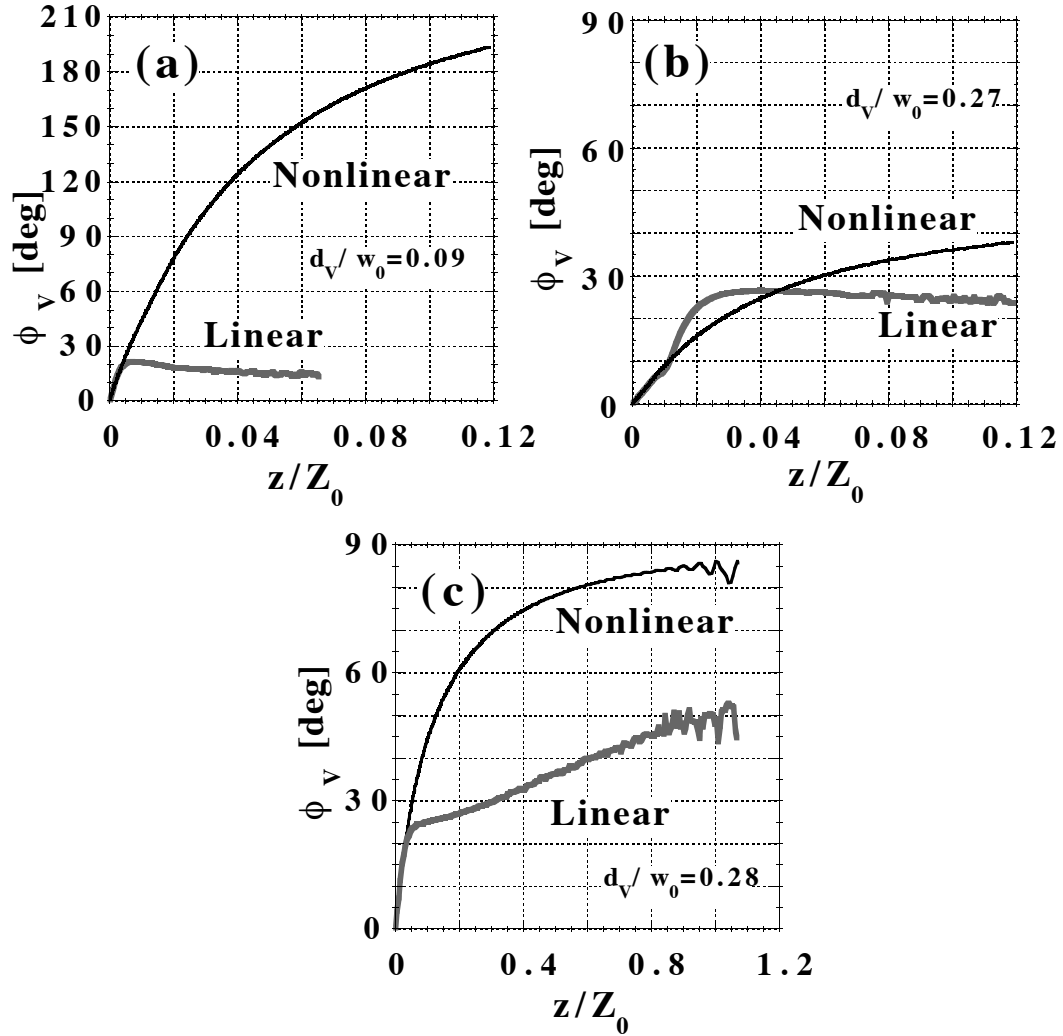 210
180
150
120
90
60
30
0
ϕ_V [deg]
(a)
Nonlinear
d_V / w_0=0.09
Linear
0 0.04 0.08 0.12
z/Z_0
90
60
30
0
ϕ_V [deg]
(b)
d_V / w_0=0.27
Nonlinear
Linear
0 0.04 0.08 0.12
z/Z_0
90
60
30
0
ϕ_V [deg]
(c)
Nonlinear
Linear
d_V / w_0=0.28
0 0.4 0.8 1.2
z/Z_0